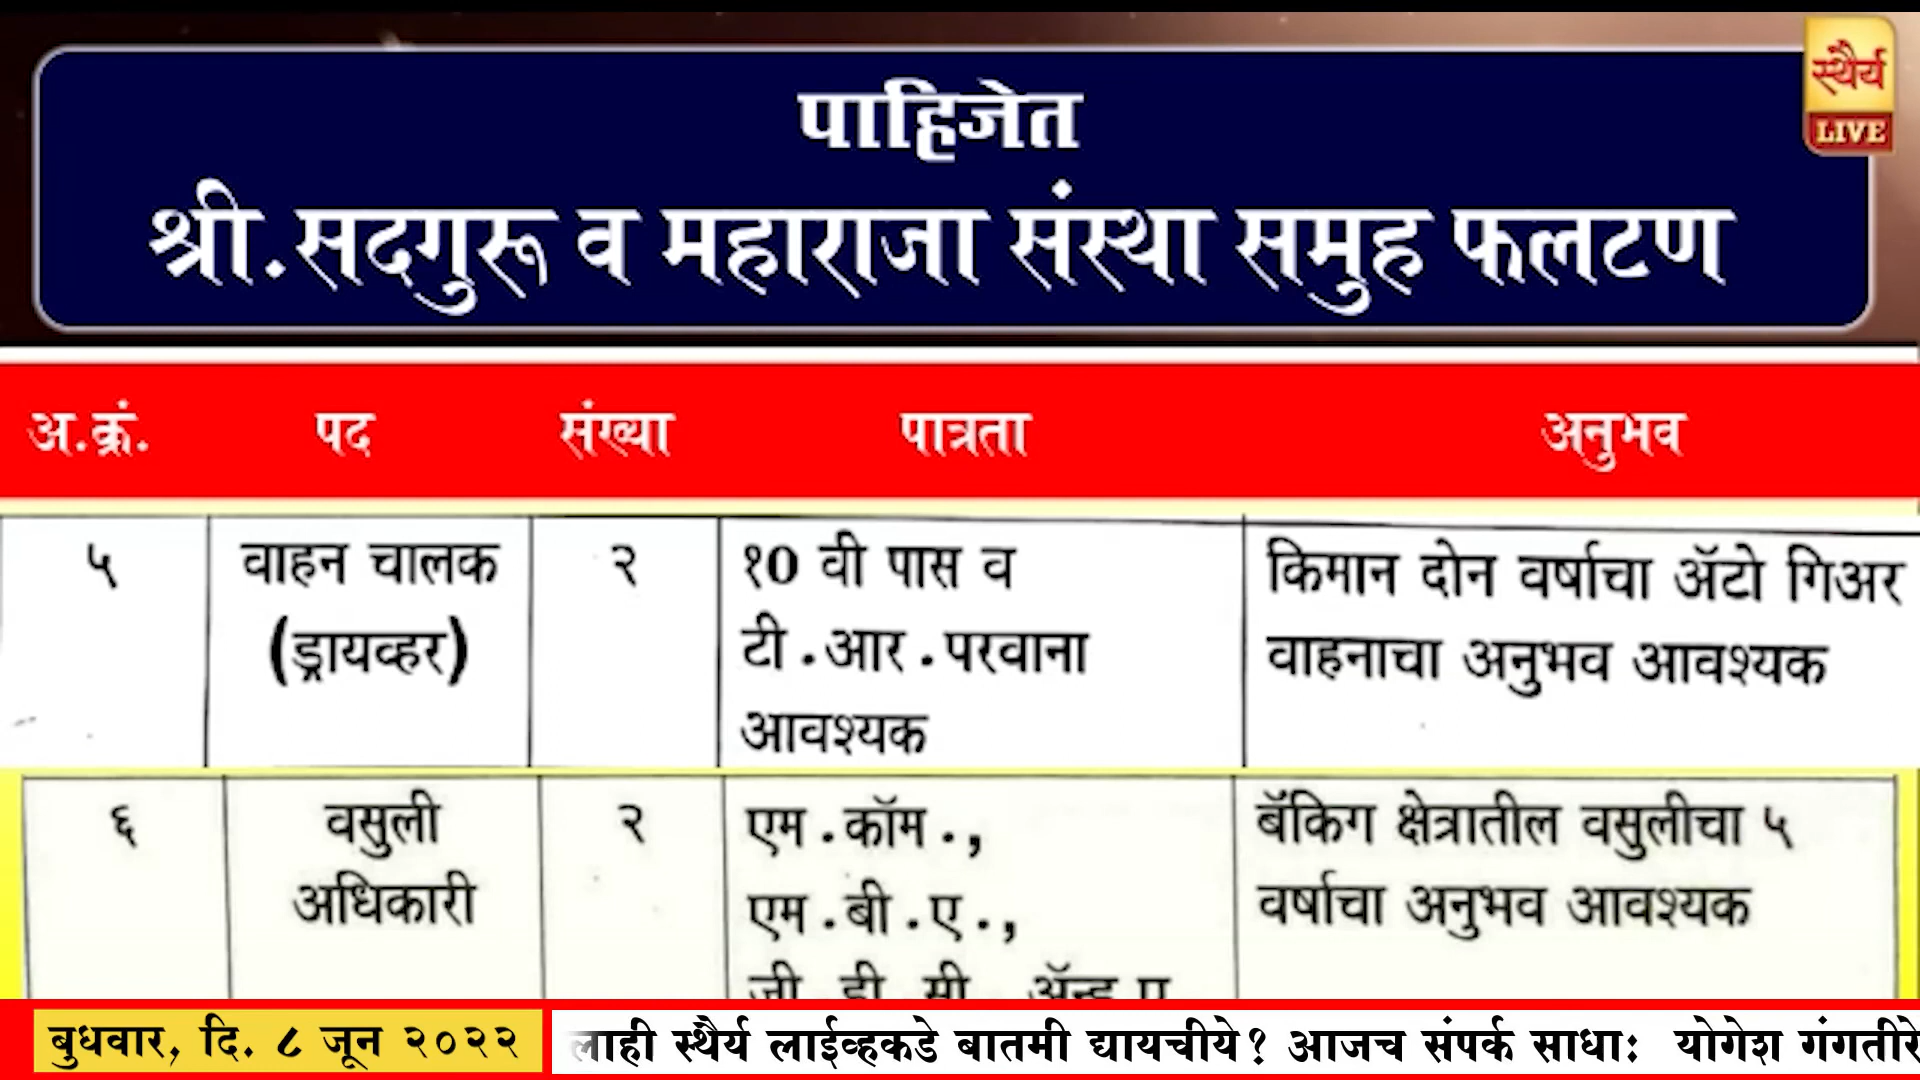 पाहिजेत
स्थैर्य
LIVE
श्री.सदगुरू व महाराजा संस्था समुह फलटण
अ.क्रं. पद संख्या पात्रता अनुभव
५ वाहन चालक २ १0 वी पास व किमान दोन वर्षाचा ॲटो गिअर
(ड्रायव्हर) टी.आर.परवाना वाहनाचा अनुभव आवश्यक
आवश्यक
६ वसुली २ एम.कॉम., बॅंकिग क्षेत्रातील वसुलीचा ५
अधिकारी एम.बी.ए., वर्षाचा अनुभव आवश्यक
बुधवार, दि. ८ जून २०२२ लाही स्थैर्य लाईव्हकडे बातमी द्यायचीये? आजच संपर्क साधाः योगेश गंगतीरे